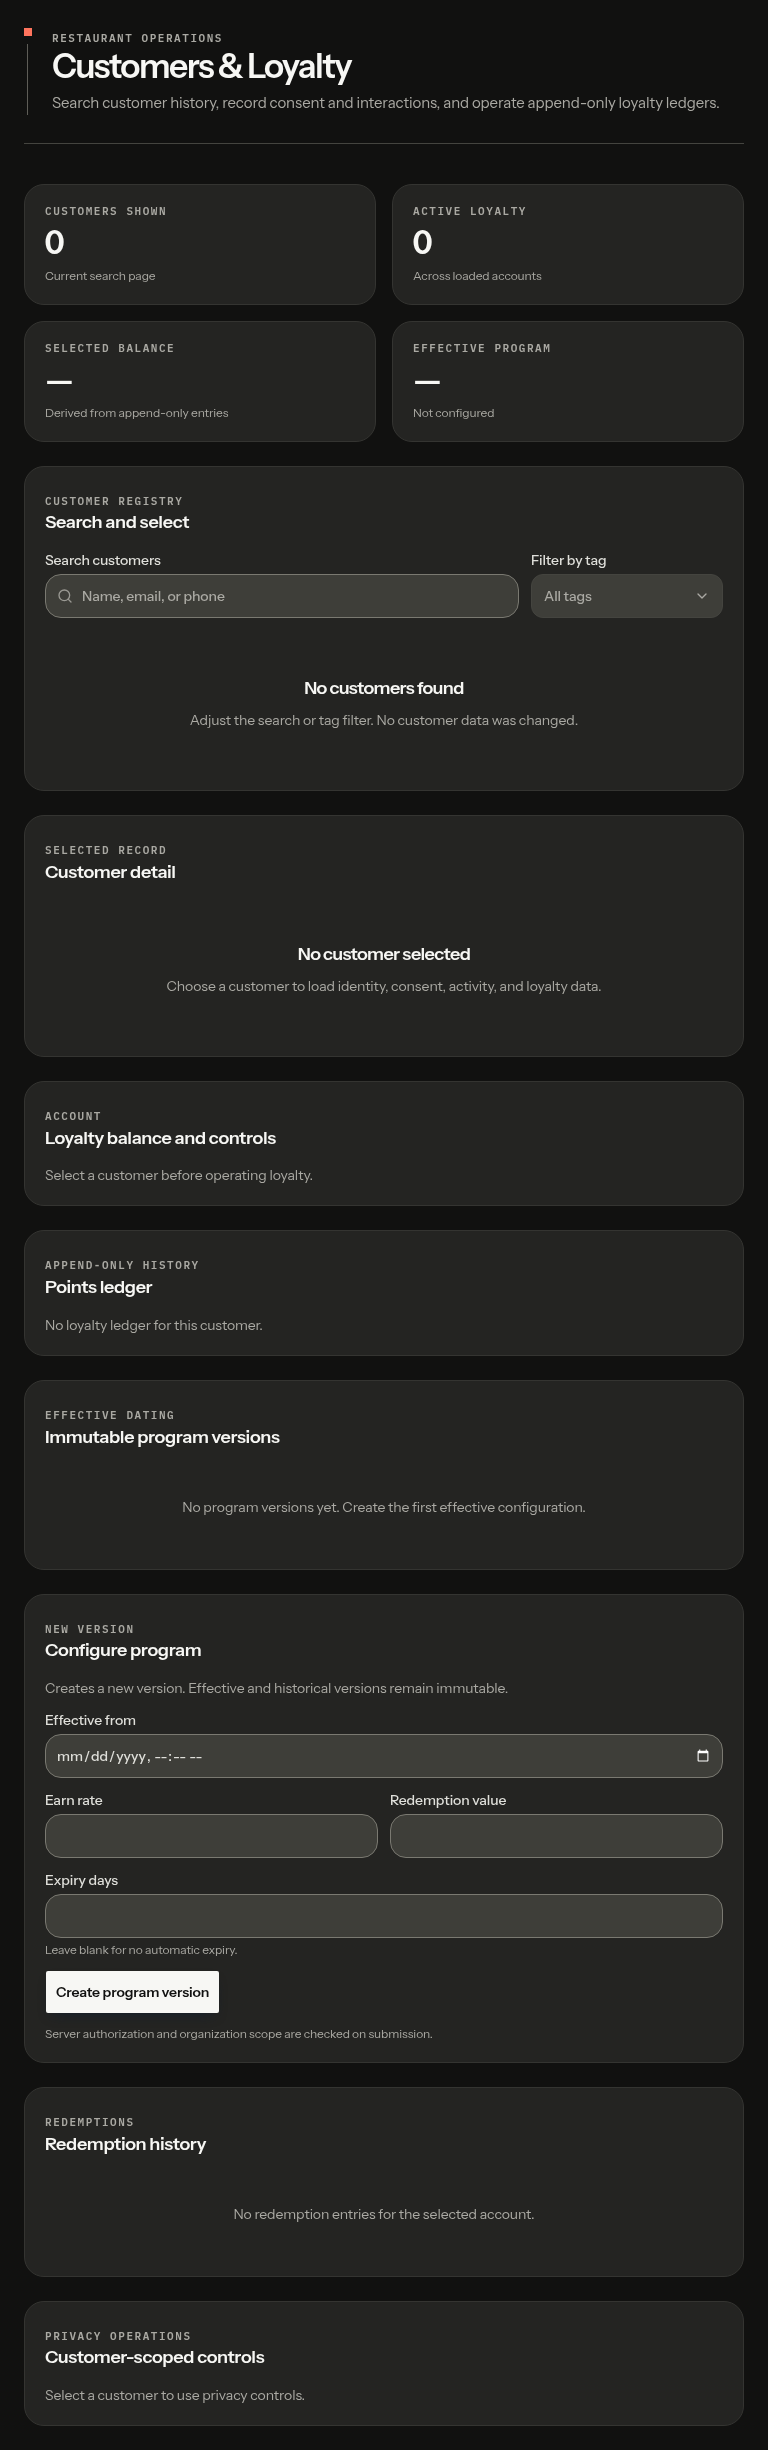 RESTAURANT OPERATIONS
Customers & Loyalty
Search customer history, record consent and interactions, and operate append-only loyalty ledgers.
CUSTOMERS SHOWN
0
Current search page
ACTIVE LOYALTY
0
Across loaded accounts
SELECTED BALANCE
—
Derived from append-only entries
EFFECTIVE PROGRAM
—
Not configured
CUSTOMER REGISTRY
Search and select
Search customers
Name, email, or phone
Filter by tag
All tags
No customers found
Adjust the search or tag filter. No customer data was changed.
SELECTED RECORD
Customer detail
No customer selected
Choose a customer to load identity, consent, activity, and loyalty data.
ACCOUNT
Loyalty balance and controls
Select a customer before operating loyalty.
APPEND-ONLY HISTORY
Points ledger
No loyalty ledger for this customer.
EFFECTIVE DATING
Immutable program versions
No program versions yet. Create the first effective configuration.
NEW VERSION
Configure program
Creates a new version. Effective and historical versions remain immutable.
Effective from
mm/dd/yyyy, --:-- --
Earn rate
Redemption value
Expiry days
Leave blank for no automatic expiry.
Create program version
Server authorization and organization scope are checked on submission.
REDEMPTIONS
Redemption history
No redemption entries for the selected account.
PRIVACY OPERATIONS
Customer-scoped controls
Select a customer to use privacy controls.